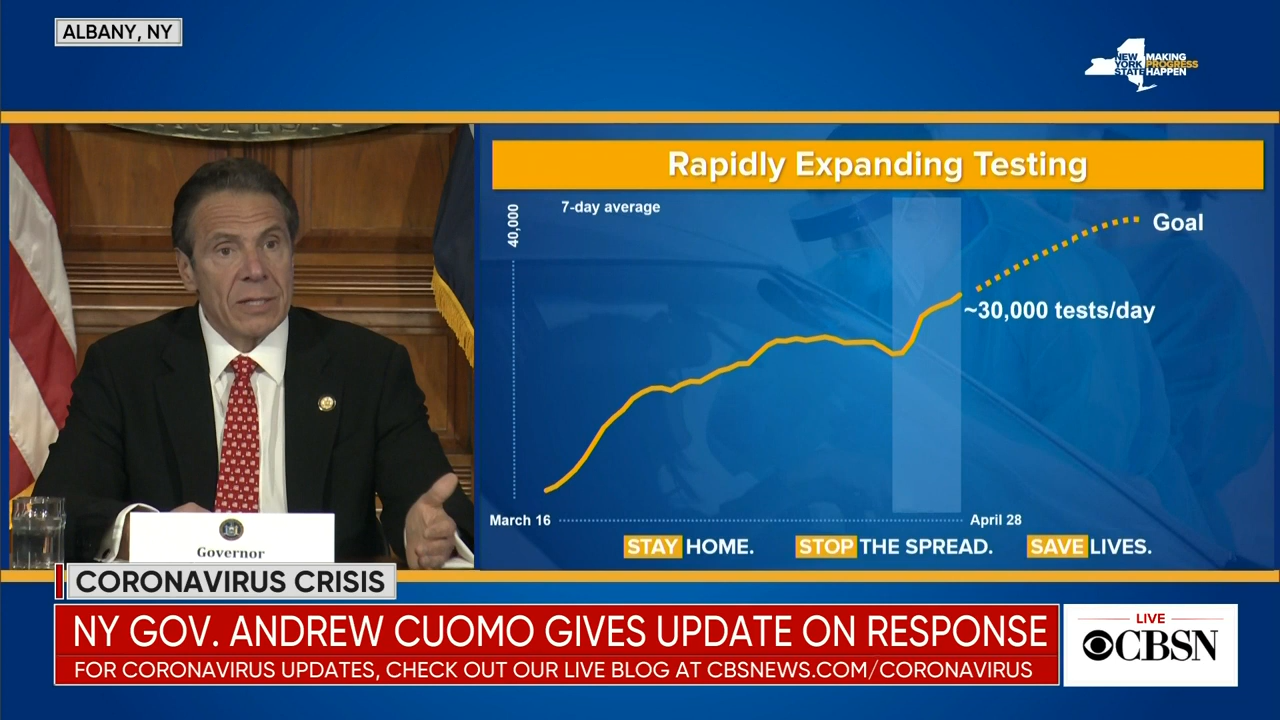 ALBANY, NY
NEW
YORK
STATE
MAKING
PROGRESS
HAPPEN
Rapidly Expanding Testing
40,000
7-day average
Goal
~30,000 tests/day
March 16
April 28
STAY HOME.
STOP THE SPREAD.
SAVE LIVES.
Governor
CORONAVIRUS CRISIS
NY GOV. ANDREW CUOMO GIVES UPDATE ON RESPONSE
FOR CORONAVIRUS UPDATES, CHECK OUT OUR LIVE BLOG AT CBSNEWS.COM/CORONAVIRUS
LIVE
CBSN